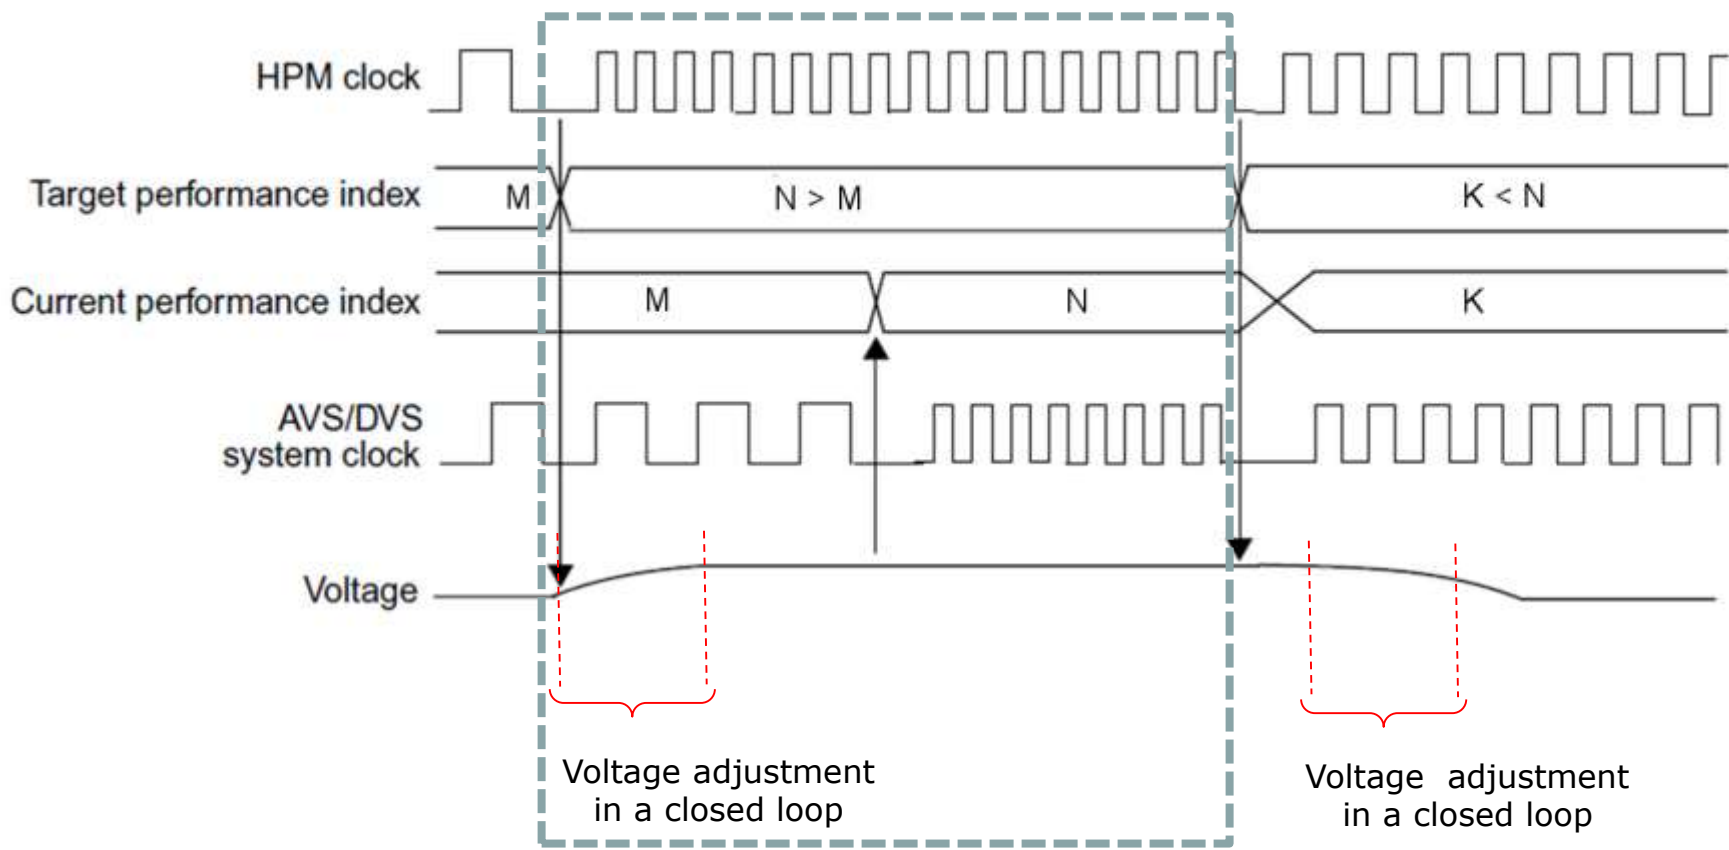 HPM clock
Target performance index
M
N > M
K < N
Current performance index
M
N
K
AVS/DVS
system clock
Voltage
Voltage adjustment
in a closed loop
Voltage adjustment
in a closed loop